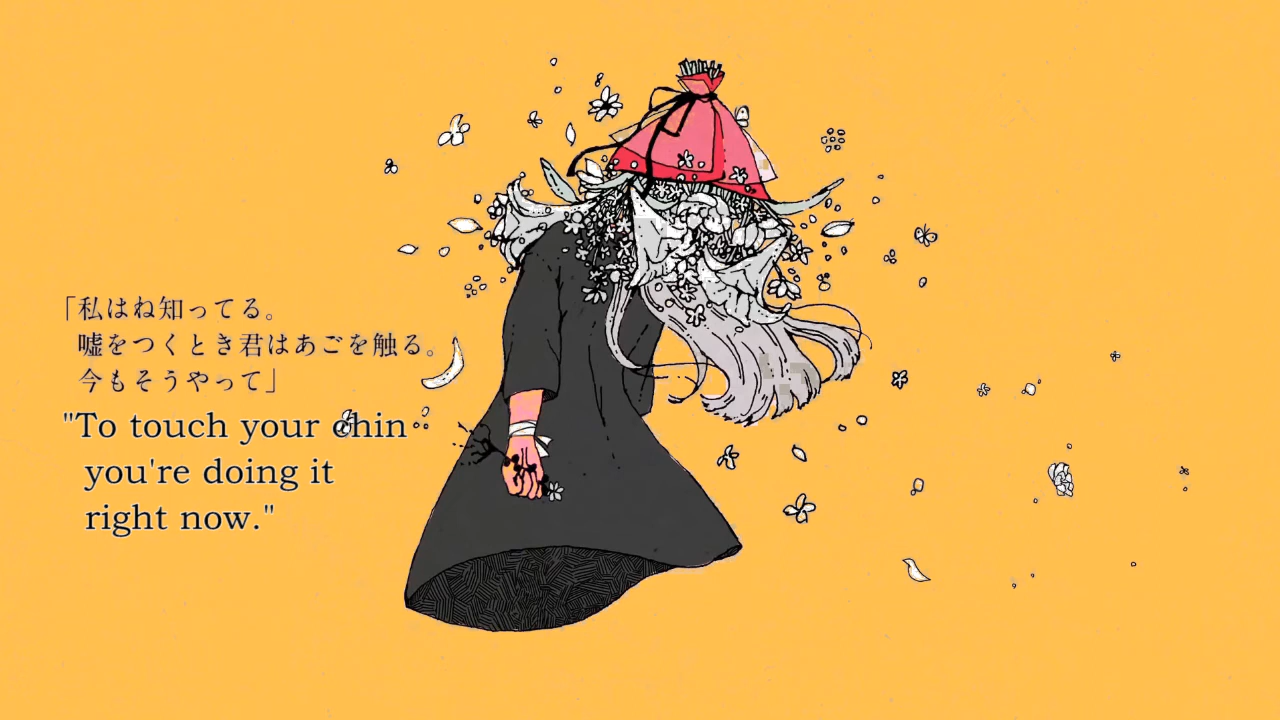 「私はね知ってる。
嘘をつくとき君はあごを触る。
今もそうやって」
"To touch your chin
you're doing it
right now."